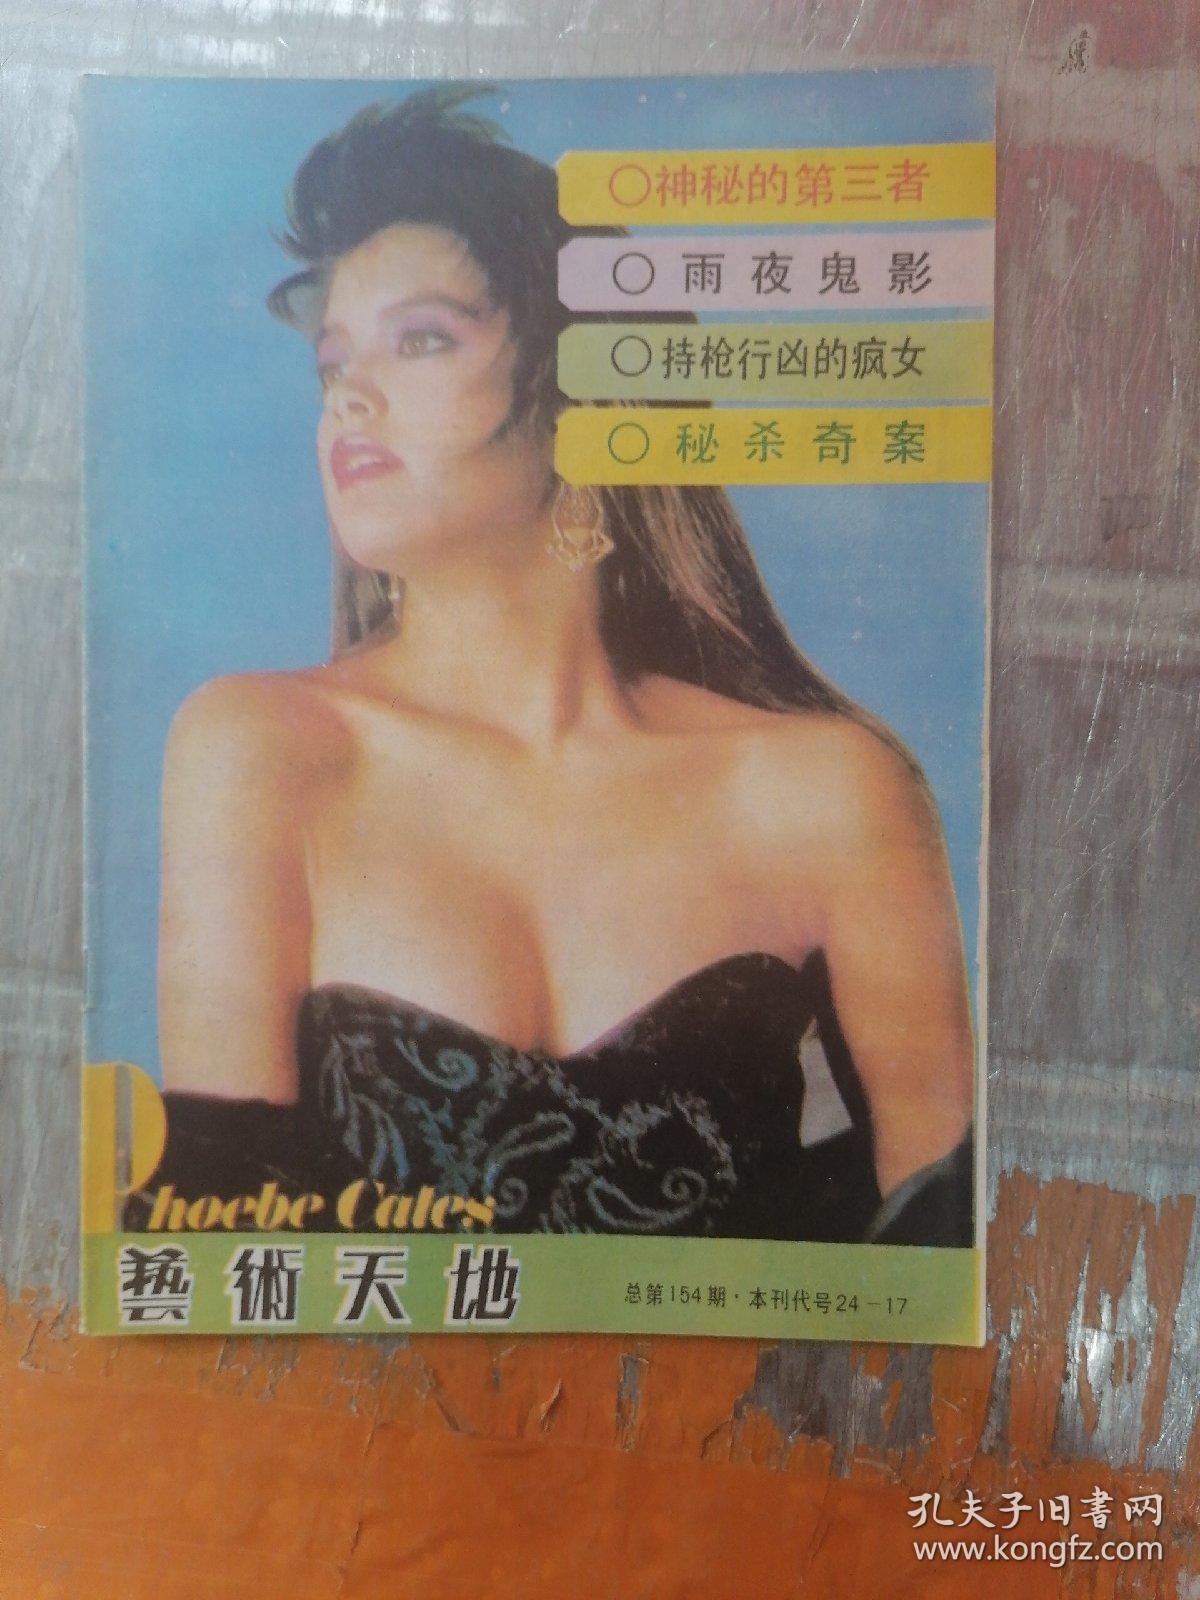 ○神秘的第三者
○雨夜鬼影
○持枪行凶的疯女
○秘杀奇案
Phoebe Cates
藝術天地
总第154期·本刊代号24-17
孔夫子旧书网
www.kongfz.com